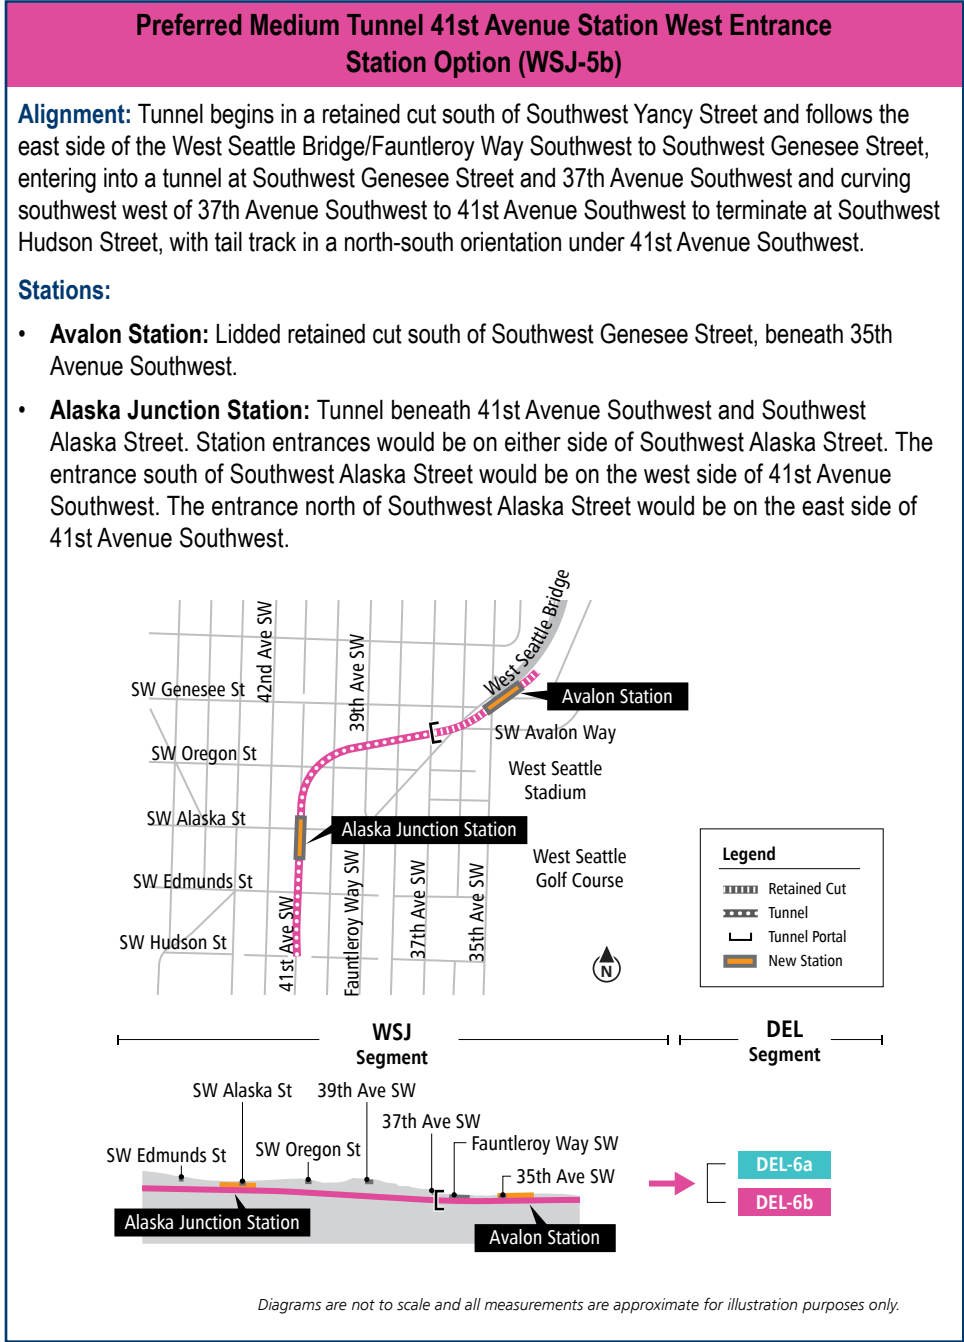 Preferred Medium Tunnel 41st Avenue Station West Entrance
Station Option (WSJ-5b)
Alignment: Tunnel begins in a retained cut south of Southwest Yancy Street and follows the
east side of the West Seattle Bridge/Fauntleroy Way Southwest to Southwest Genesee Street,
entering into a tunnel at Southwest Genesee Street and 37th Avenue Southwest and curving
southwest west of 37th Avenue Southwest to 41st Avenue Southwest to terminate at Southwest
Hudson Street, with tail track in a north-south orientation under 41st Avenue Southwest.
Stations:
• Avalon Station: Lidded retained cut south of Southwest Genesee Street, beneath 35th
Avenue Southwest.
• Alaska Junction Station: Tunnel beneath 41st Avenue Southwest and Southwest
Alaska Street. Station entrances would be on either side of Southwest Alaska Street. The
entrance south of Southwest Alaska Street would be on the west side of 41st Avenue
Southwest. The entrance north of Southwest Alaska Street would be on the east side of
41st Avenue Southwest.
West Seattle Bridge
42nd Ave SW
39th Ave SW
SW Genesee St
Avalon Station
SW Avalon Way
SW Oregon St
West Seattle
Stadium
SW Alaska St
Alaska Junction Station
West Seattle
Golf Course
SW Edmunds St
SW Hudson St
41st Ave SW
Fauntleroy Way SW
37th Ave SW
35th Ave SW
N
Legend
Retained Cut
Tunnel
Tunnel Portal
New Station
WSJ
Segment
DEL
Segment
SW Alaska St
39th Ave SW
37th Ave SW
SW Edmunds St
SW Oregon St
Fauntleroy Way SW
35th Ave SW
Alaska Junction Station
Avalon Station
DEL-6a
DEL-6b
Diagrams are not to scale and all measurements are approximate for illustration purposes only.